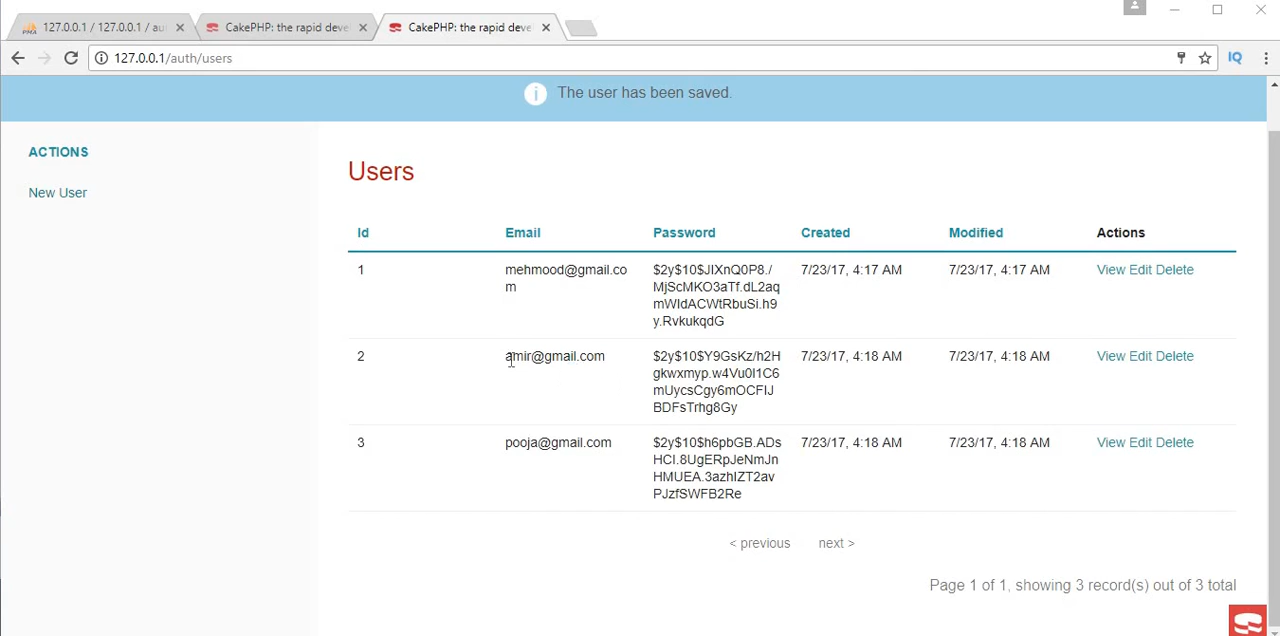 127.0.0.1 / 127.0.0.1 / au
CakePHP: the rapid deve
CakePHP: the rapid deve
127.0.0.1/auth/users
The user has been saved.
ACTIONS
New User
Users
Id Email Password Created Modified Actions
1 mehmood@gmail.co $2y$10$JIXnQ0P8./ 7/23/17, 4:17 AM 7/23/17, 4:17 AM View Edit Delete
m MjScMKO3aTf.dL2aq
mWIdACWtRbuSi.h9
y.RvkukqdG
2 amir@gmail.com $2y$10$Y9GsKz/h2H 7/23/17, 4:18 AM 7/23/17, 4:18 AM View Edit Delete
gkwxmyp.w4Vu0I1C6
mUycsCgy6mOCFIJ
BDFsTrhg8Gy
3 pooja@gmail.com $2y$10$h6pbGB.ADs 7/23/17, 4:18 AM 7/23/17, 4:18 AM View Edit Delete
HCI.8UgERpJeNmJn
HMUEA.3azhIZT2av
PJzfSWFB2Re
< previous next >
Page 1 of 1, showing 3 record(s) out of 3 total